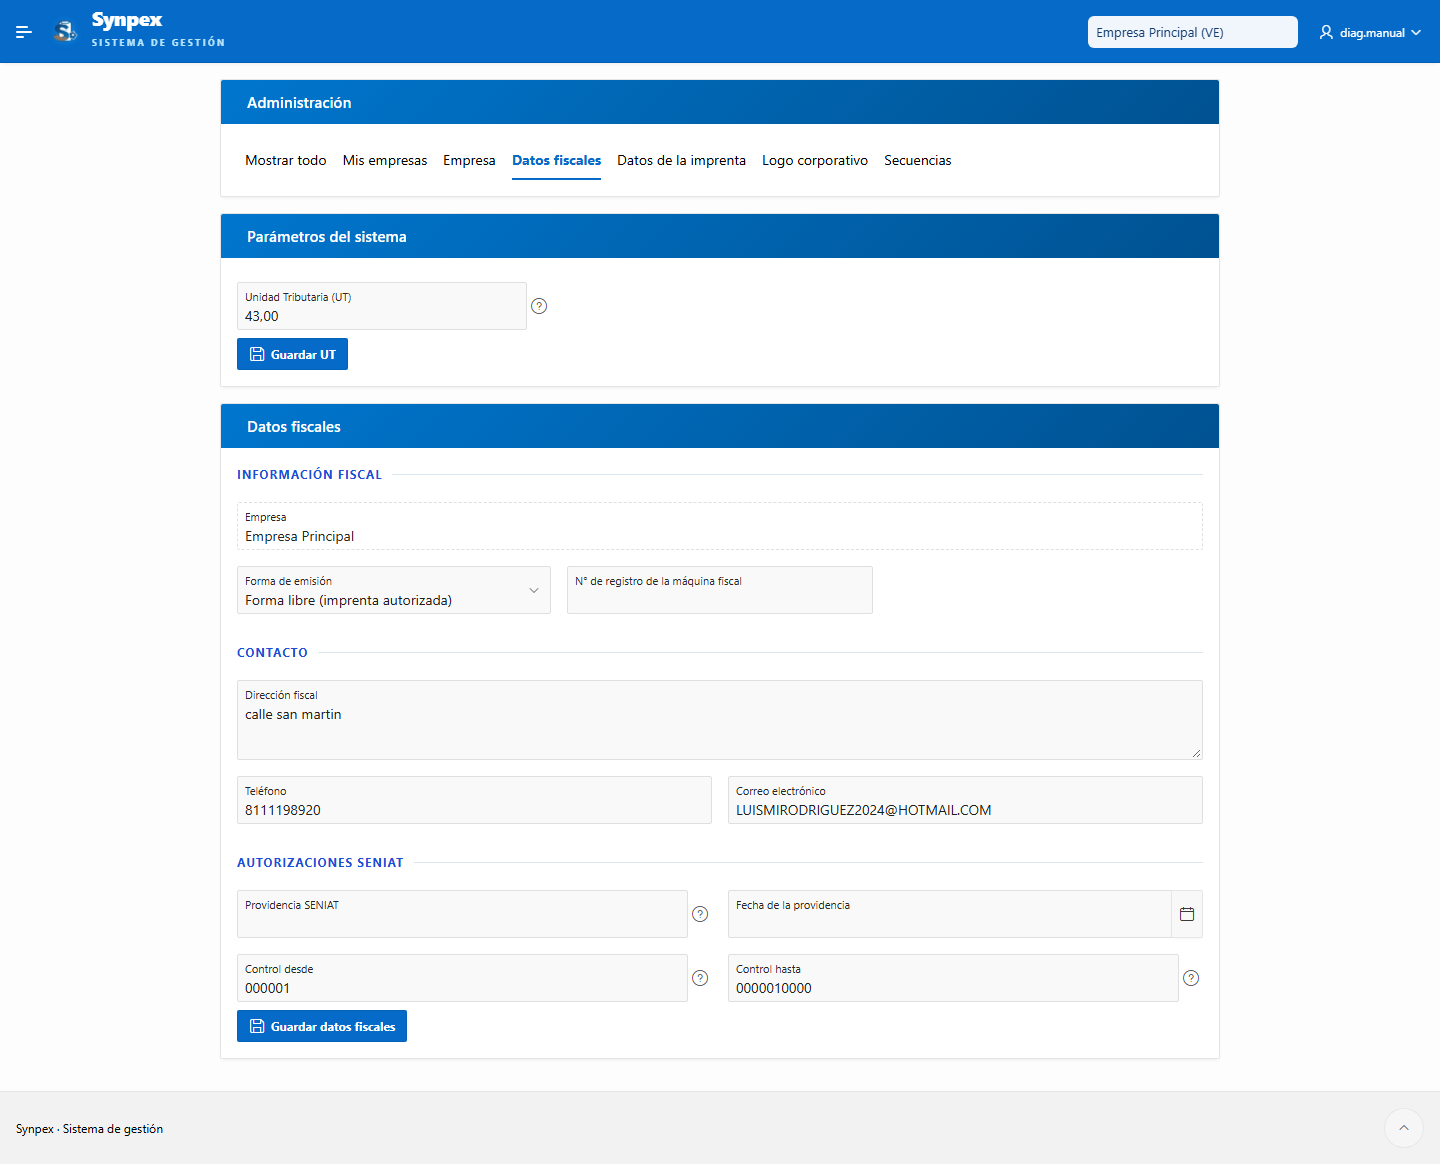 Synpex
SISTEMA DE GESTIÓN
Empresa Principal (VE)
diag.manual
Administración
Mostrar todo Mis empresas Empresa Datos fiscales Datos de la imprenta Logo corporativo Secuencias
Parámetros del sistema
Unidad Tributaria (UT)
43,00
Guardar UT
Datos fiscales
INFORMACIÓN FISCAL
Empresa
Empresa Principal
Forma de emisión
Forma libre (imprenta autorizada)
N° de registro de la máquina fiscal
CONTACTO
Dirección fiscal
calle san martin
Teléfono
8111198920
Correo electrónico
LUISMIRODRIGUEZ2024@HOTMAIL.COM
AUTORIZACIONES SENIAT
Providencia SENIAT
Fecha de la providencia
Control desde
000001
Control hasta
0000010000
Guardar datos fiscales
Synpex · Sistema de gestión